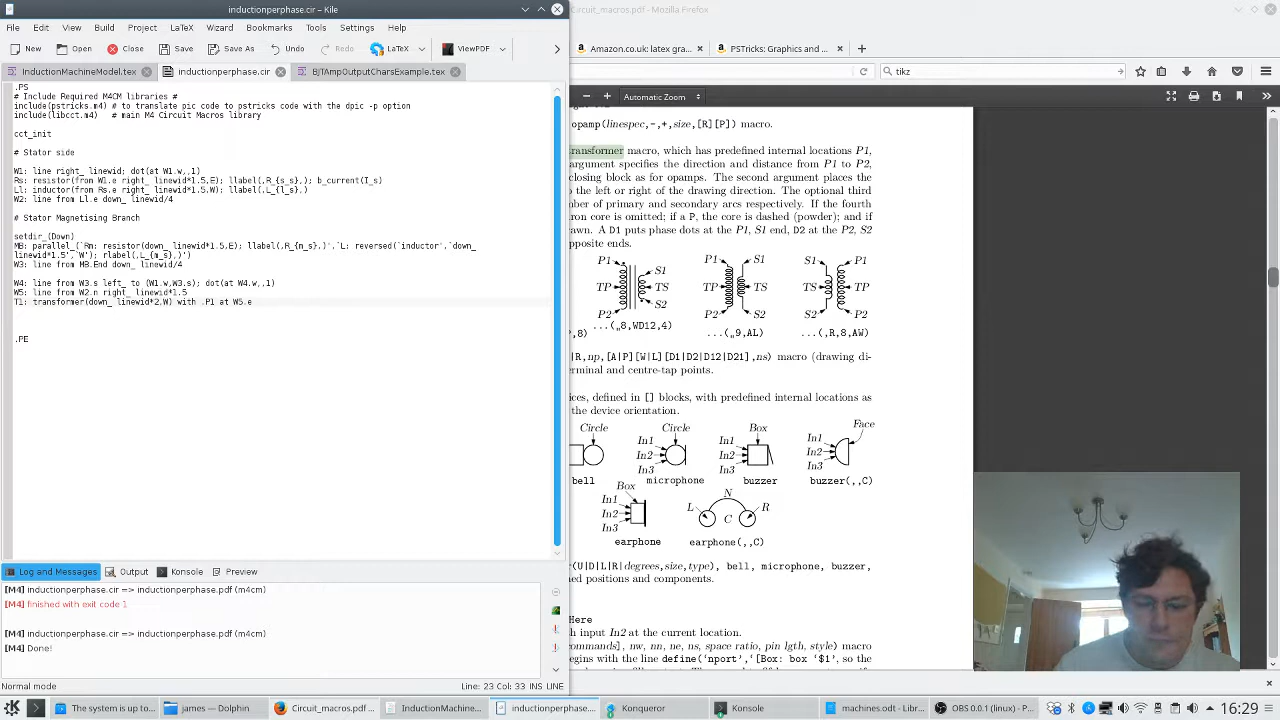 inductionperphase.cir – Kile
Circuit_macros.pdf - Mozilla Firefox
File Edit View Build Project LaTeX Wizard Bookmarks Tools Settings Help
New Open Close Save Save As Undo Redo LaTeX ViewPDF
Amazon.co.uk: latex gra...
PSTricks Graphics and ...
InductionMachineModel.tex inductionperphase.cir BJTAmpOutputCharsExample.tex
tikz
Automatic Zoom
.PS
# Include Required M4CM libraries #
include(pstricks.m4) # to translate pic code to pstricks code with the dpic -p option
include(libcct.m4) # main M4 Circuit Macros library
cct_init
# Stator side
W1: line right_ linewid; dot(at W1.w,,1)
Rs: resistor(from W1.e right_ linewid*1.5,E); llabel(,R_{s_s},); b_current(I_s)
Ll: inductor(from Rs.e right_ linewid*1.5,W); llabel(,L_{l_s},)
W2: line from Ll.e down_ linewid/4
# Stator Magnetising Branch
setdir_(Down)
MB: parallel_(`Rm: resistor(down_ linewid*1.5,E); llabel(,R_{m_s},)',`L: reversed(`inductor',`down_
linewid*1.5',`W'); rlabel(,L_{m_s},)')
W3: line from MB.End down_ linewid/4
W4: line from W3.s left_ to (W1.w,W3.s); dot(at W4.w,,1)
W5: line from W2.n right_ linewid*1.5
T1: transformer(down_ linewid*2,W) with .P1 at W5.e
.PE
opamp(linespec,-,+,size,[R][P]) macro.
transformer macro, which has predefined internal locations P1,
argument specifies the direction and distance from P1 to P2,
closing block as for opamps. The second argument places the
o the left or right of the drawing direction. The optional third
nber of primary and secondary arcs respectively. If the fourth
ron core is omitted; if a P, the core is dashed (powder); and if
awn. A D1 puts phase dots at the P1, S1 end, D2 at the P2, S2
pposite ends.
P1 S1 TP TS P2 S2
P1 S1 TP TS P2 S2
S1 P1 TS TP S2 P2
P,8) ...(,,8,WD12,4) ...(,,9,AL) ...(,R,8,AW)
|R,np,[A|P][W|L][D1|D2|D12|D21],ns) macro (drawing di-
erminal and centre-tap points.
ices, defined in [] blocks, with predefined internal locations as
the device orientation.
Circle Circle Box Face
In1 In1 In1
In2 In2 In2
In3 In3 In3
bell microphone buzzer buzzer(,,C)
Box N
In1 L R
In2 C
In3
earphone earphone(,,C)
r(U|D|L|R|degrees,size,type), bell, microphone, buzzer,
ned positions and components.
Here
h input In2 at the current location.
commands], nw, nn, ne, ns, space ratio, pin lgth, style) macro
egins with the line define(`nport',`[Box: box `$1', so the
Log and Messages Output Konsole Preview
[M4] inductionperphase.cir => inductionperphase.pdf (m4cm)
[M4] finished with exit code 1
[M4] inductionperphase.cir => inductionperphase.pdf (m4cm)
[M4] Done!
Normal mode
Line: 23 Col: 33 INS LINE
The system is up to... james — Dolphin Circuit_macros.pdf ... InductionMachine... inductionperphase... Konqueror Konsole machines.odt - Libr... OBS 0.0.1 (linux) - P... 16:29